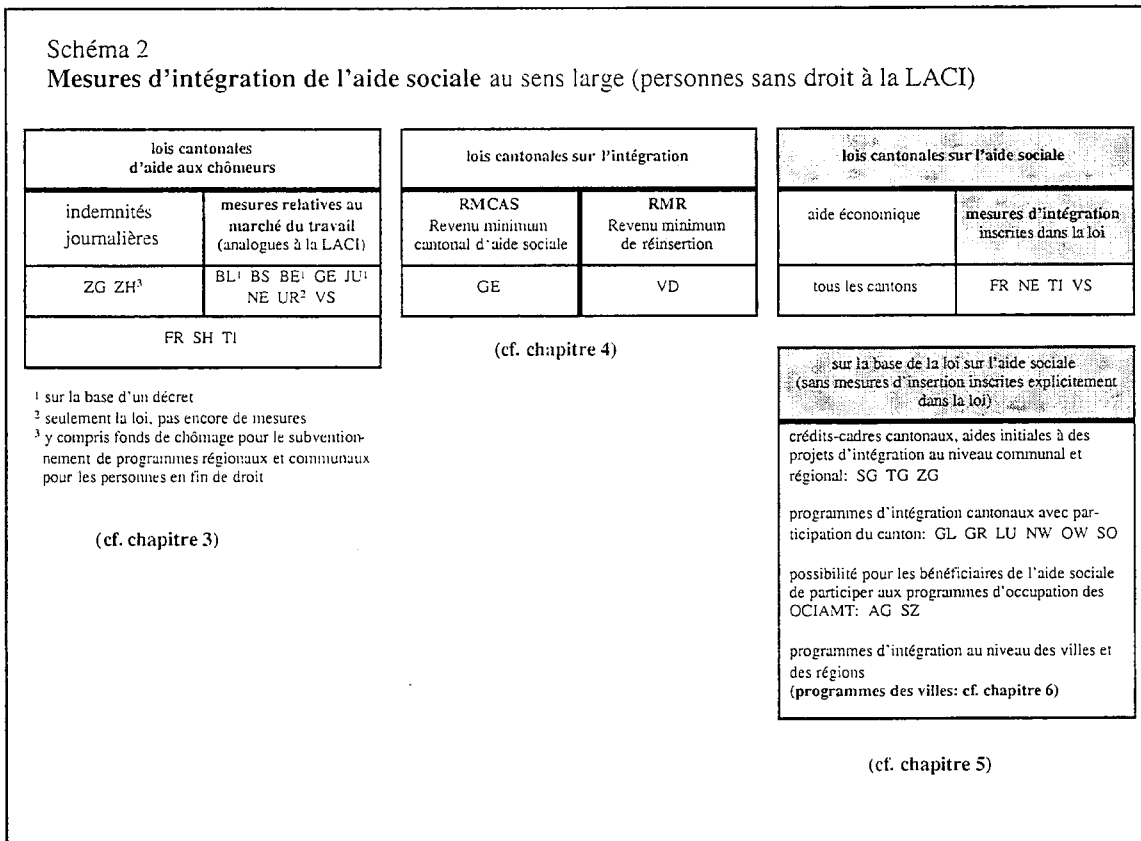 Schéma 2
Mesures d'intégration de l'aide sociale au sens large (personnes sans droit à la LACI)
lois cantonales
d'aide aux chômeurs
indemnités
journalières
mesures relatives au
marché du travail
(analogues à la LACI)
ZG ZH³
BL¹ BS BE¹ GE JU¹
NE UR² VS
FR SH TI
¹ sur la base d'un décret
² seulement la loi, pas encore de mesures
³ y compris fonds de chômage pour le subvention-
nement de programmes régionaux et communaux
pour les personnes en fin de droit
(cf. chapitre 3)
lois cantonales sur l'intégration
RMCAS
Revenu minimum
cantonal d'aide sociale
RMR
Revenu minimum
de réinsertion
GE
VD
(cf. chapitre 4)
lois cantonales sur l'aide sociale
aide économique
mesures d'intégration
inscrites dans la loi
tous les cantons
FR NE TI VS
sur la base de la loi sur l'aide sociale
(sans mesures d'insertion inscrites explicitement
dans la loi)
crédits-cadres cantonaux, aides initiales à des
projets d'intégration au niveau communal et
régional: SG TG ZG
programmes d'intégration cantonaux avec par-
ticipation du canton: GL GR LU NW OW SO
possibilité pour les bénéficiaires de l'aide sociale
de participer aux programmes d'occupation des
OCIAMT: AG SZ
programmes d'intégration au niveau des villes et
des régions
(programmes des villes: cf. chapitre 6)
(cf. chapitre 5)